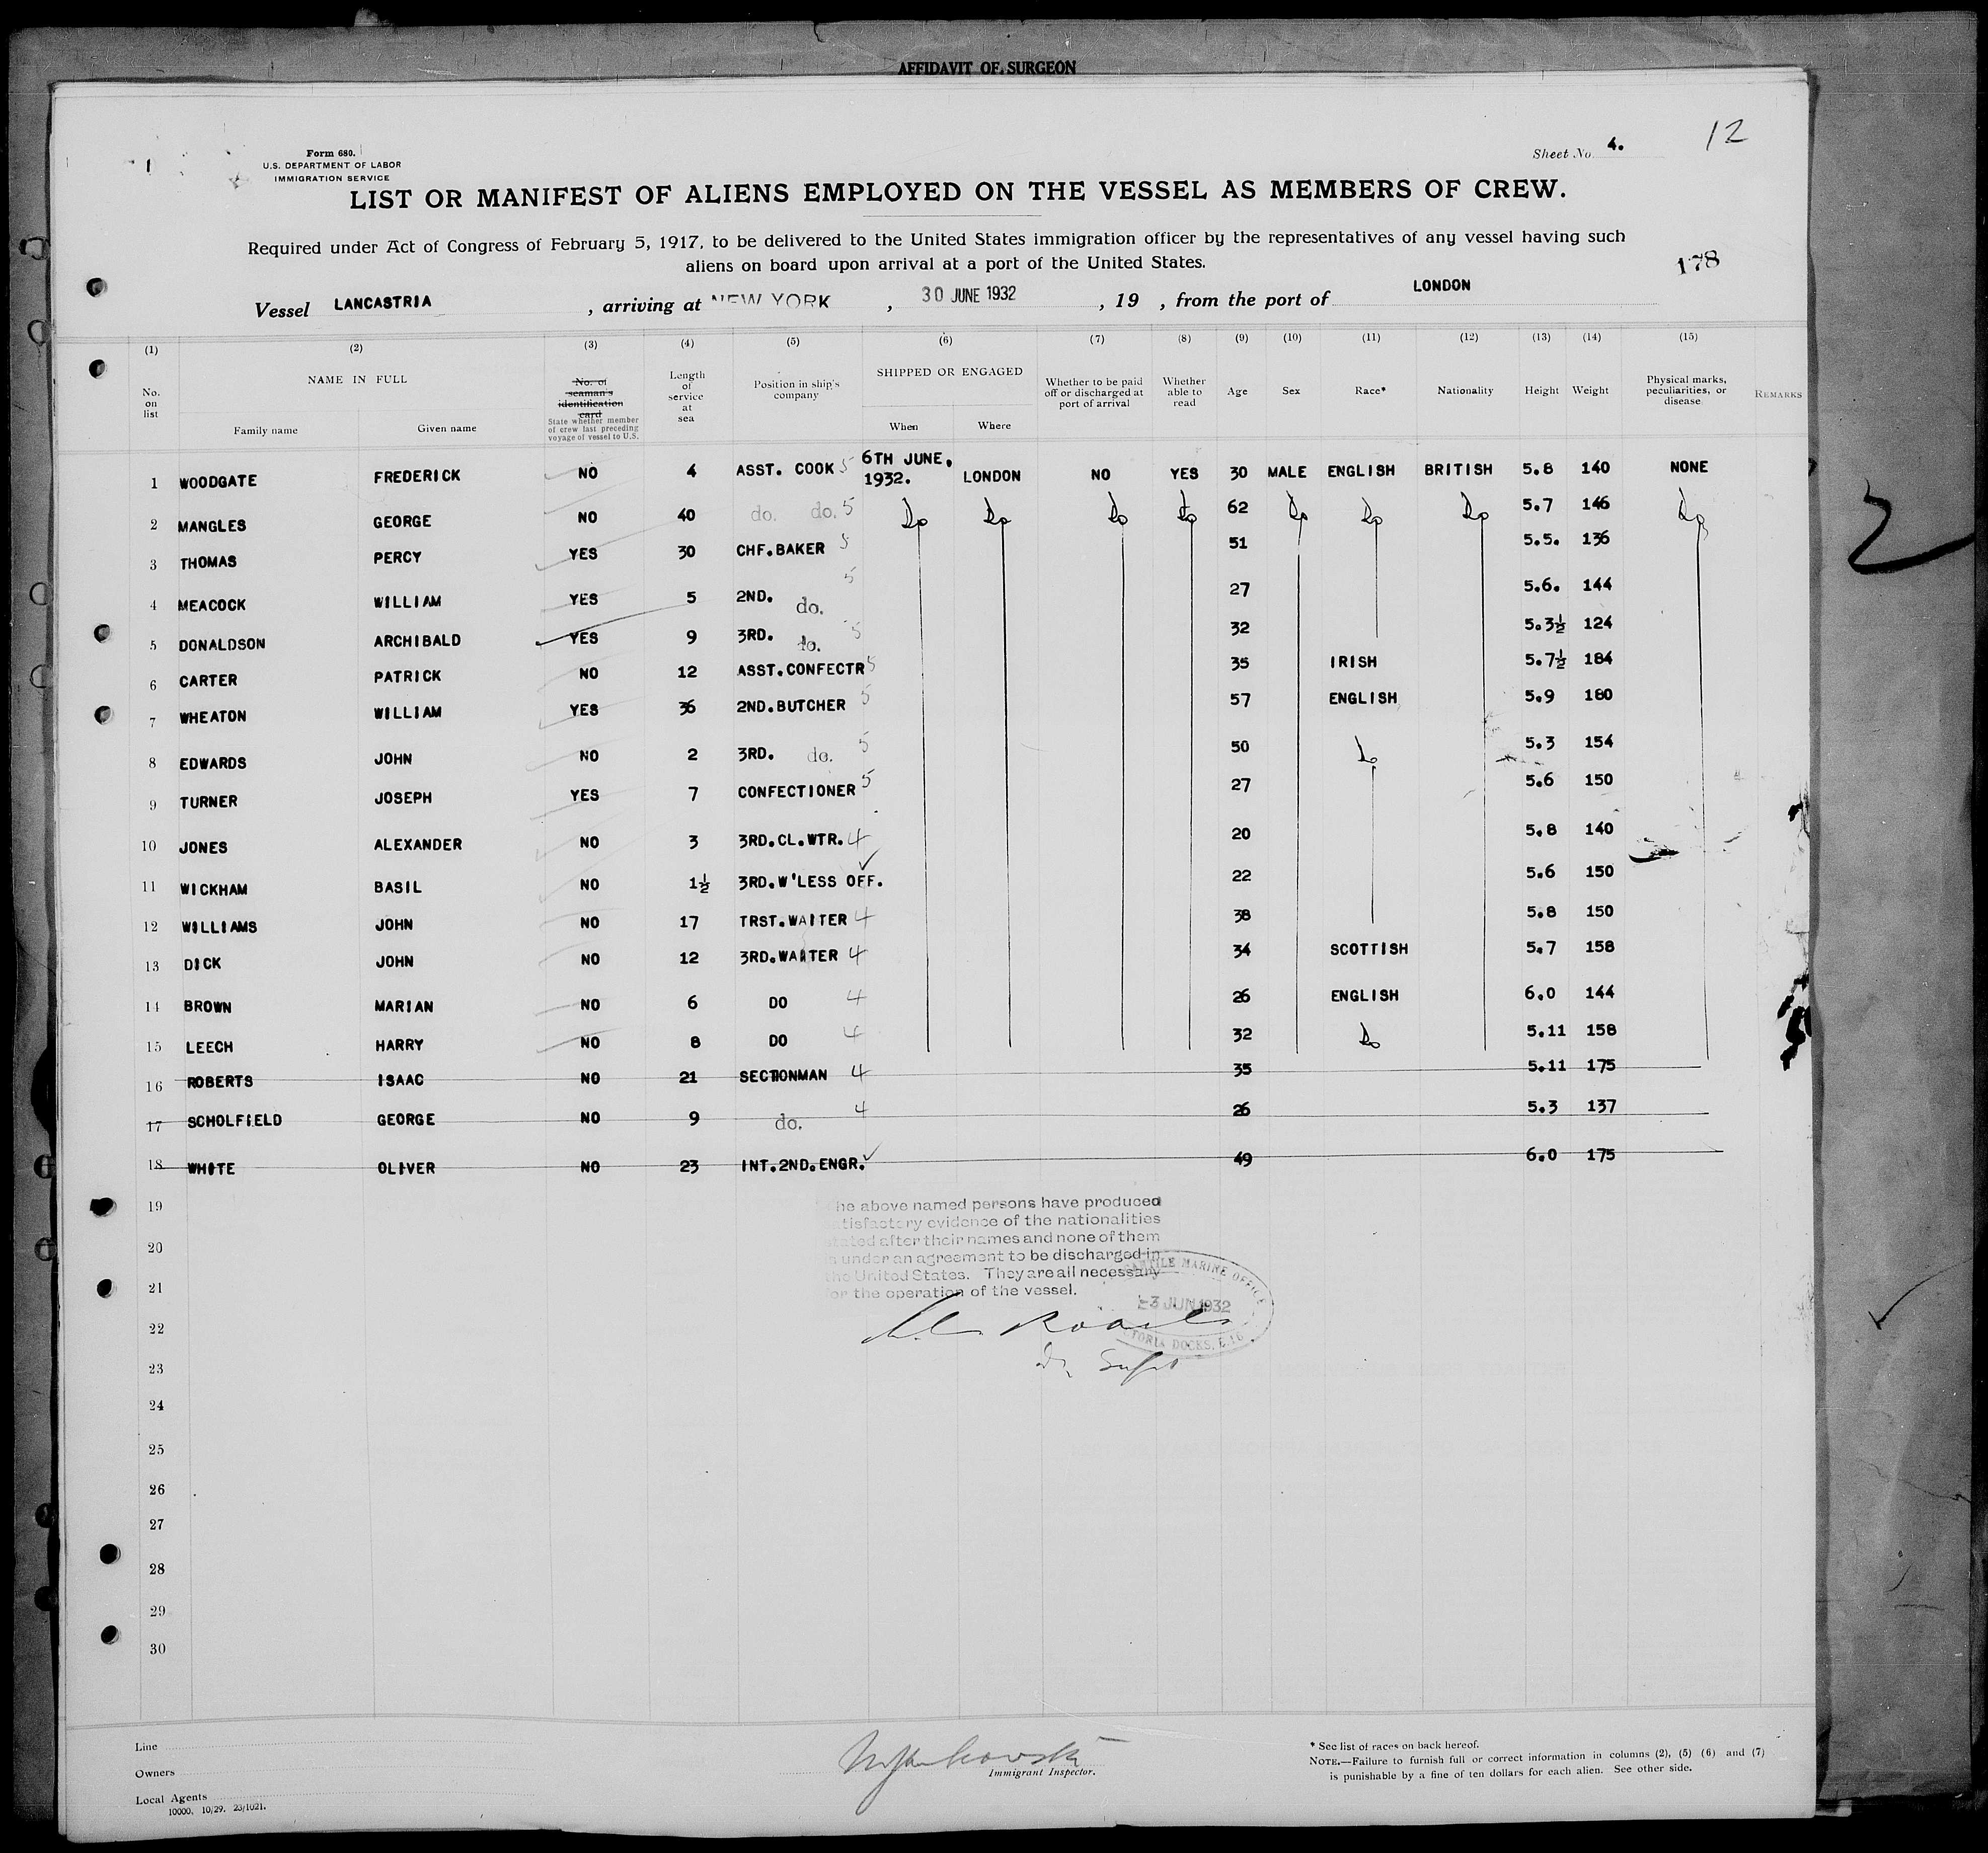 AFFIDAVIT OF SURGEON
12
Form 680.
U.S. DEPARTMENT OF LABOR
IMMIGRATION SERVICE
Sheet No. 4.
LIST OR MANIFEST OF ALIENS EMPLOYED ON THE VESSEL AS MEMBERS OF CREW.
Required under Act of Congress of February 5, 1917, to be delivered to the United States immigration officer by the representatives of any vessel having such
aliens on board upon arrival at a port of the United States.
178
Vessel LANCASTRIA , arriving at NEW YORK , 30 JUNE 1932 , 19 , from the port of LONDON
(1) (2) (3) (4) (5) (6) (7) (8) (9) (10) (11) (12) (13) (14) (15)
No. on list NAME IN FULL Family name Given name No. of seaman's identification card State whether member of crew last preceding voyage of vessel to U.S. Length of service at sea Position in ship's company SHIPPED OR ENGAGED When Where Whether to be paid off or discharged at port of arrival Whether able to read Age Sex Race* Nationality Height Weight Physical marks, peculiarities, or disease REMARKS
1 WOODGATE FREDERICK NO 4 ASST. COOK 5 6TH JUNE. 1932. LONDON NO YES 30 MALE ENGLISH BRITISH 5.8 140 NONE
2 MANGLES GEORGE NO 40 do. do. 5 Do Do Do Do 62 Do Do Do 5.7 146 Do
3 THOMAS PERCY YES 30 CHF.BAKER 5 51 5.5. 136
4 MEACOCK WILLIAM YES 5 2ND. do. 5 27 5.6. 144
5 DONALDSON ARCHIBALD YES 9 3RD. do. 5 32 5.3½ 124
6 CARTER PATRICK NO 12 ASST.CONFECTR 5 35 IRISH 5.7½ 184
7 WHEATON WILLIAM YES 36 2ND.BUTCHER 5 57 ENGLISH 5.9 180
8 EDWARDS JOHN NO 2 3RD. do. 5 50 Do 5.3 154
9 TURNER JOSEPH YES 7 CONFECTIONER 5 27 5.6 150
10 JONES ALEXANDER NO 3 3RD.CL.WTR. 4 20 5.8 140
11 WICKHAM BASIL NO 1½ 3RD.W'LESS OFF. 22 5.6 150
12 WILLIAMS JOHN NO 17 TRST.WAITER 4 38 5.8 150
13 DICK JOHN NO 12 3RD.WAITER 4 34 SCOTTISH 5.7 158
14 BROWN MARIAN NO 6 DO 4 26 ENGLISH 6.0 144
15 LEECH HARRY NO 8 DO 4 32 Do 5.11 158
16 ROBERTS ISAAC NO 21 SECTIONMAN 4 35 5.11 175
17 SCHOLFIELD GEORGE NO 9 do. 4 26 5.3 137
18 WHITE OLIVER NO 23 INT.2ND.ENGR. 49 6.0 175
19
he above named persons have produced
atisfactory evidence of the nationalities
stated after their names and none of them
20
s under an agreement to be discharged in
the United States. They are all necessary
21
or the operation of the vessel.
MARINE OFFICE
3 JUN 1932
DOCKS. E.16
22
23
24
25
26
27
28
29
30
Line
Owners
Local Agents
10000, 10/29. 23/1021.
Immigrant Inspector.
* See list of races on back hereof.
NOTE.—Failure to furnish full or correct information in columns (2), (5) (6) and (7)
is punishable by a fine of ten dollars for each alien. See other side.
2